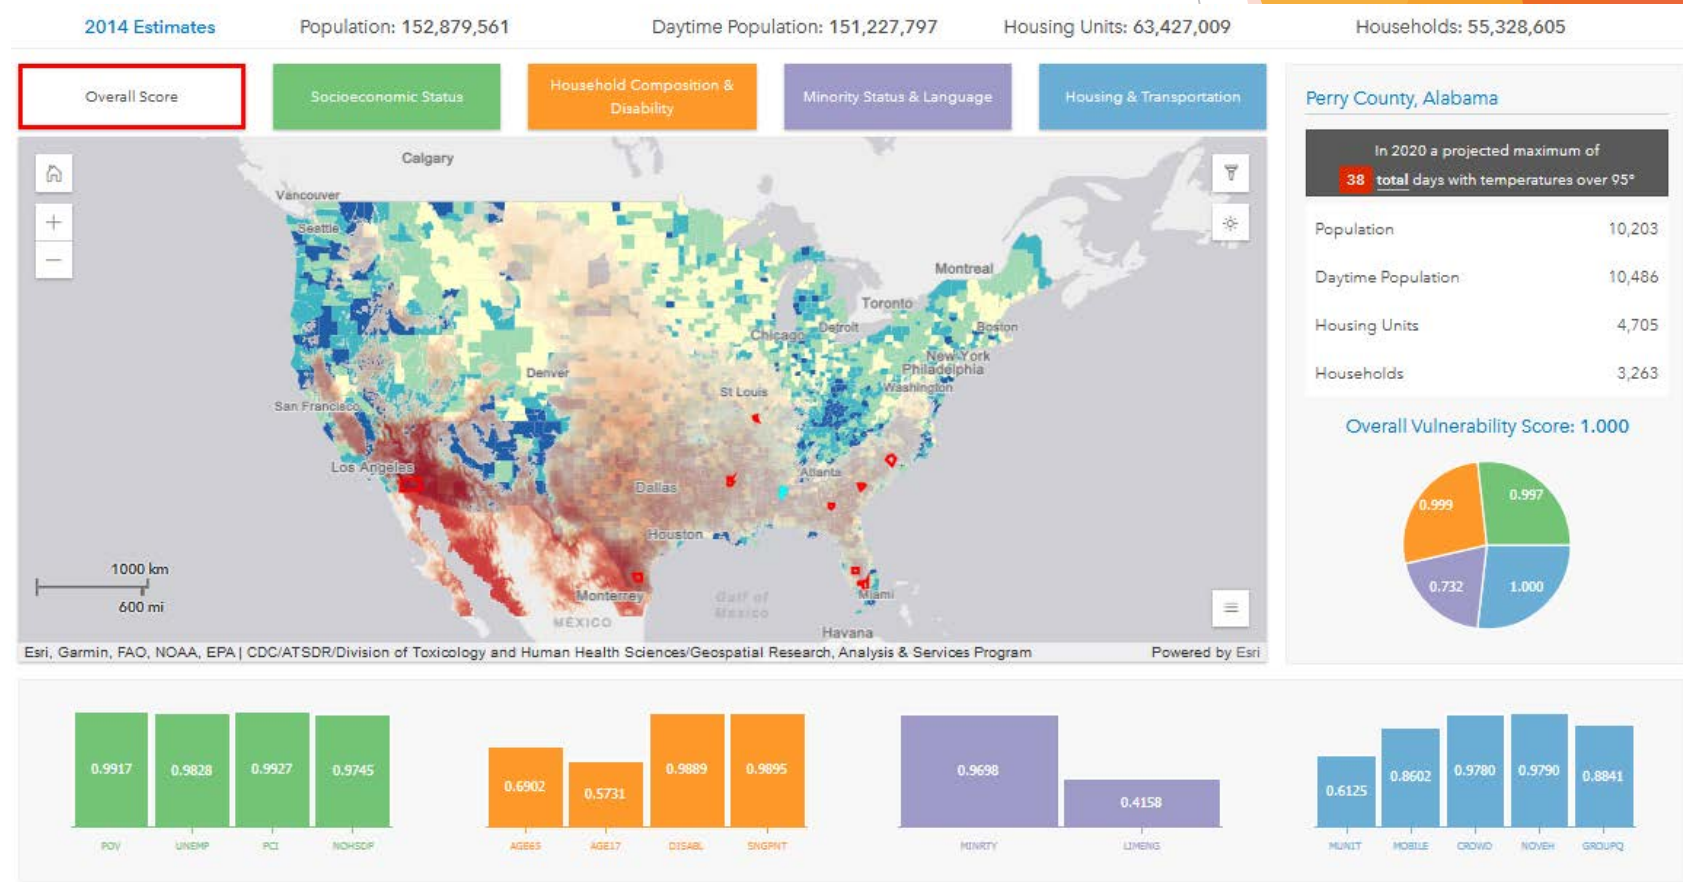 2014 Estimates
Population: 152,879,561
Daytime Population: 151,227,797
Housing Units: 63,427,009
Households: 55,328,605
Overall Score
Socioeconomic Status
Household Composition &
Disability
Minority Status & Language
Housing & Transportation
Calgary
Vancouver
Seattle
Montreal
Toronto
Chicago
Detroit
Boston
New York
Philadelphia
Washington
Denver
St Louis
San Francisco
Los Angeles
Atlanta
Dallas
Houston
Monterrey
Gulf of
Mexico
Miami
MÉXICO
Havana
1000 km
600 mi
Esri, Garmin, FAO, NOAA, EPA | CDC/ATSDR/Division of Toxicology and Human Health Sciences/Geospatial Research, Analysis & Services Program
Powered by Esri
Perry County, Alabama
In 2020 a projected maximum of
38 total days with temperatures over 95°
Population 10,203
Daytime Population 10,486
Housing Units 4,705
Households 3,263
Overall Vulnerability Score: 1.000
0.999
0.997
0.732
1.000
0.9917
0.9828
0.9927
0.9745
POV
UNEMP
PCI
NOHSDP
0.6902
0.5731
0.9889
0.9895
AGE65
AGE17
DISABL
SNGPNT
0.9698
0.4158
MINRTY
LIMENG
0.6125
0.8602
0.9780
0.9790
0.8841
MUNIT
MOBILE
CROWD
NOVEH
GROUPQ